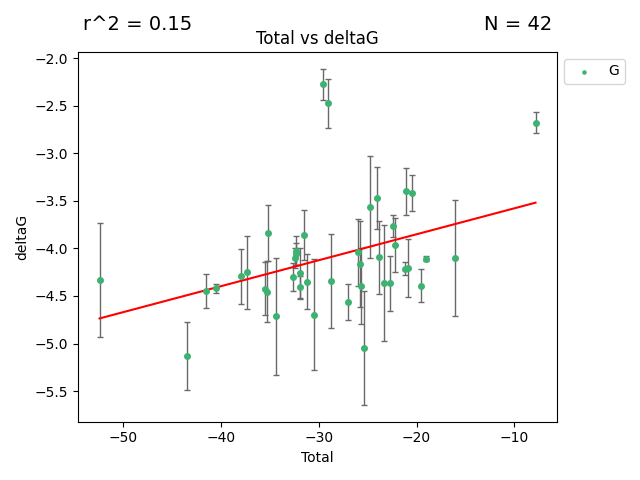 r^2 = 0.15
N = 42
Total vs deltaG
G
deltaG
−2.0
−2.5
−3.0
−3.5
−4.0
−4.5
−5.0
−5.5
−50
−40
−30
−20
−10
Total